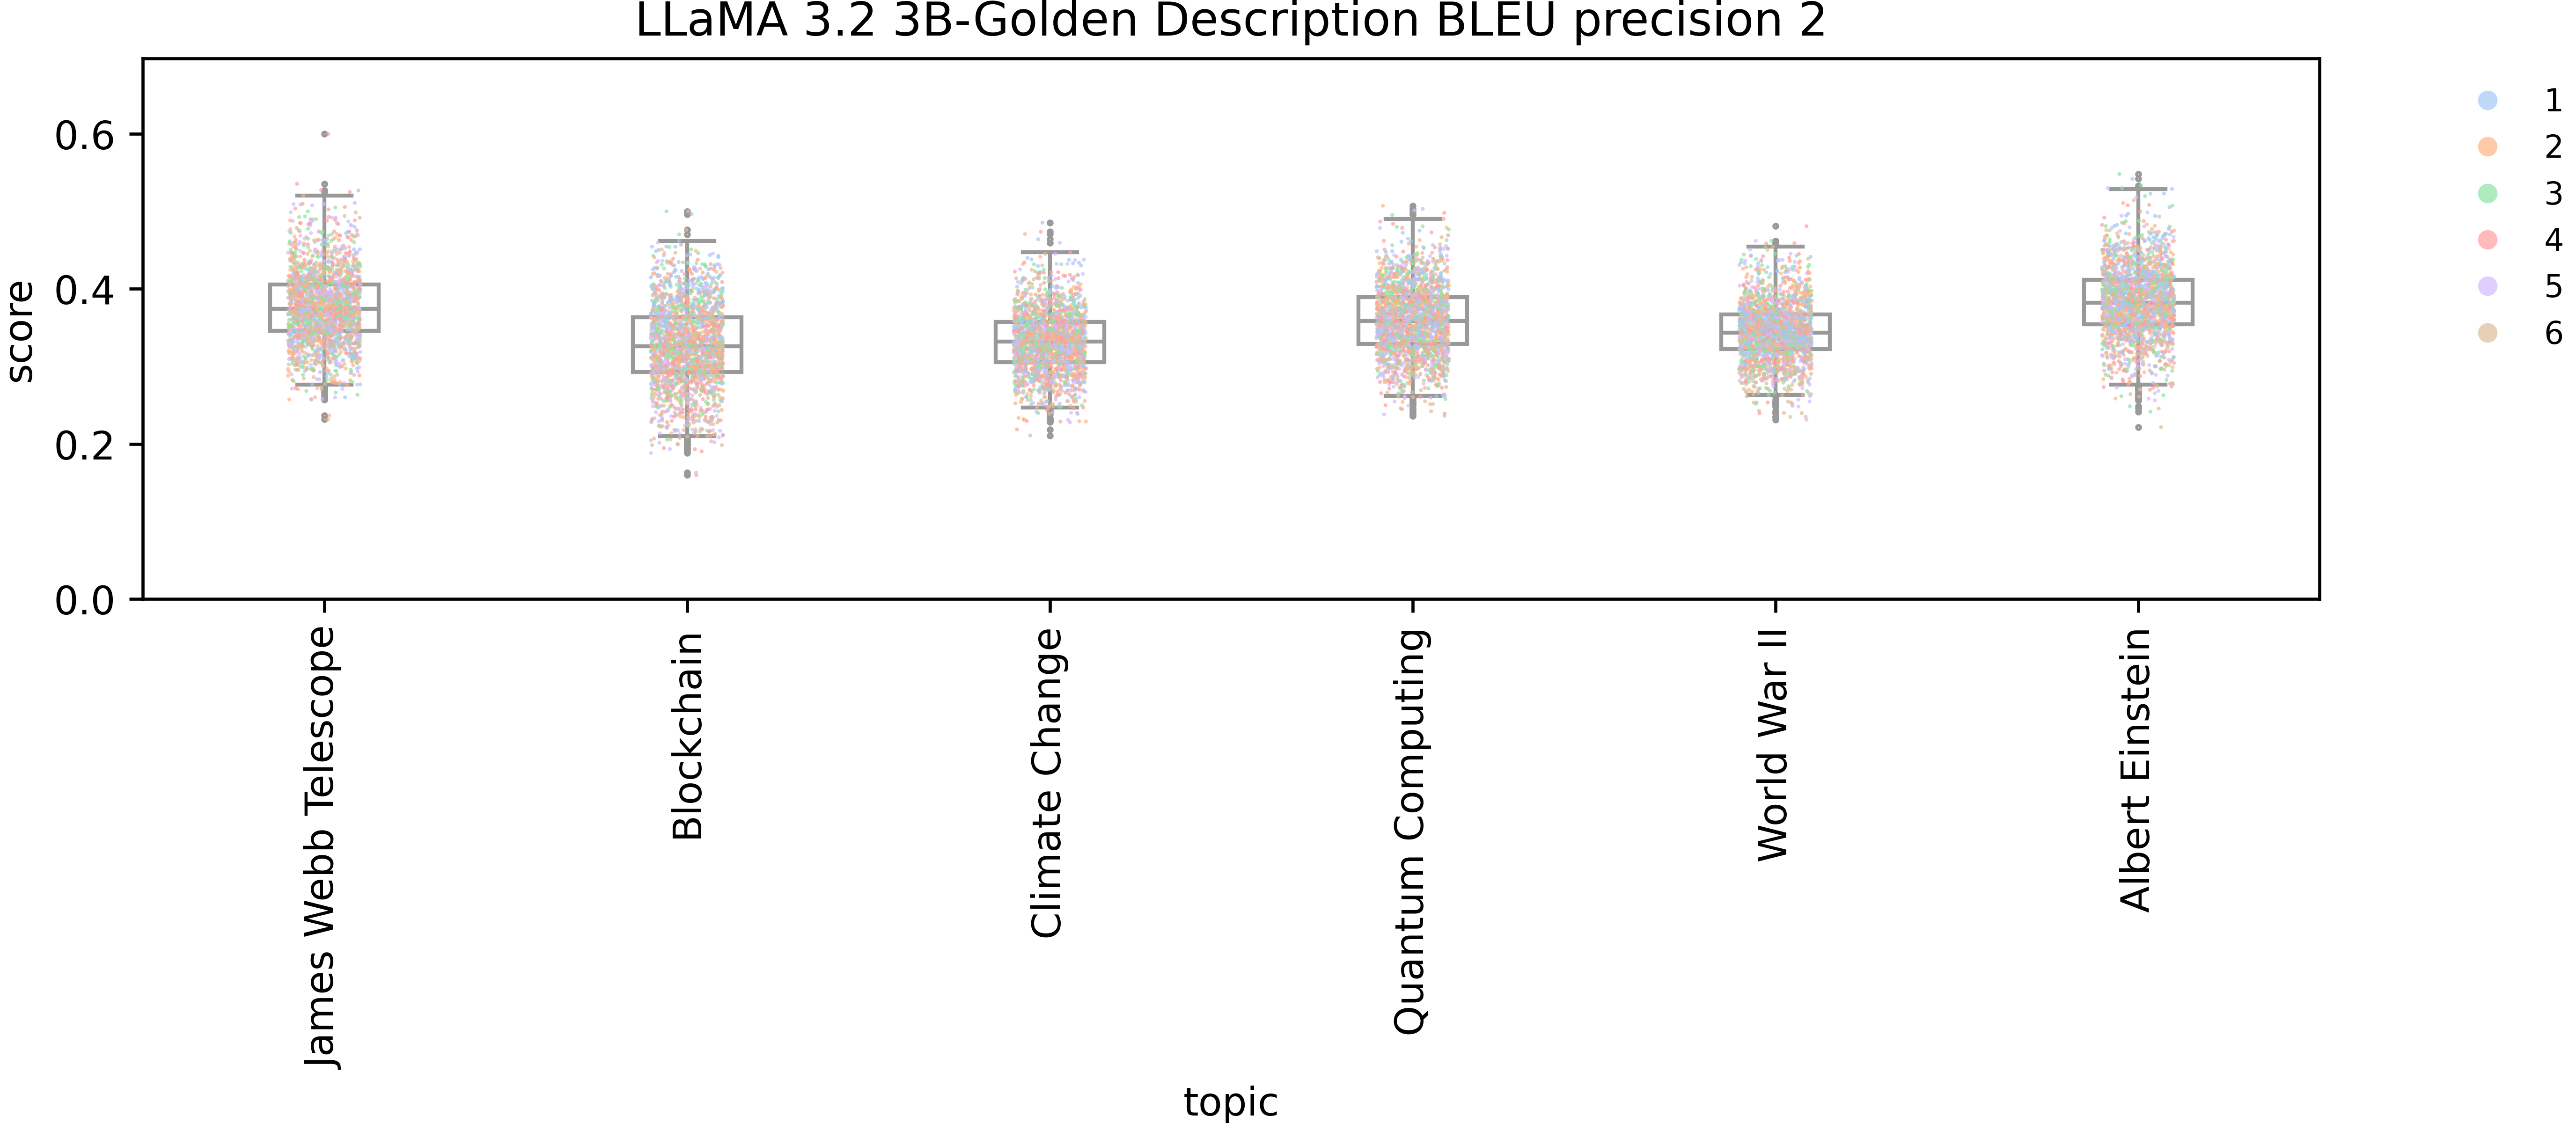 LLaMA 3.2 3B-Golden Description BLEU precision 2
score
0.6
0.4
0.2
0.0
James Webb Telescope
Blockchain
Climate Change
Quantum Computing
World War II
Albert Einstein
topic
1
2
3
4
5
6